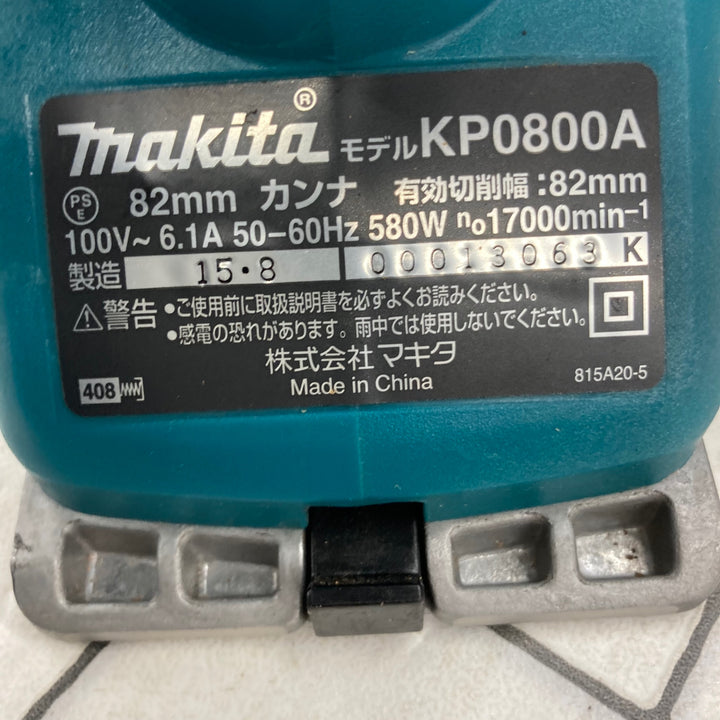 makita® モデルKP0800A
PSE 82mm カンナ 有効切削幅:82mm
100V~ 6.1A 50-60Hz 580W n₀17000min⁻¹
製造 15・8 00013063 K
⚠警告 •ご使用前に取扱説明書を必ずよくお読みください。
•感電の恐れがあります。雨中では使用しないでください。
株式会社 マキタ
408 Made in China 815A20-5